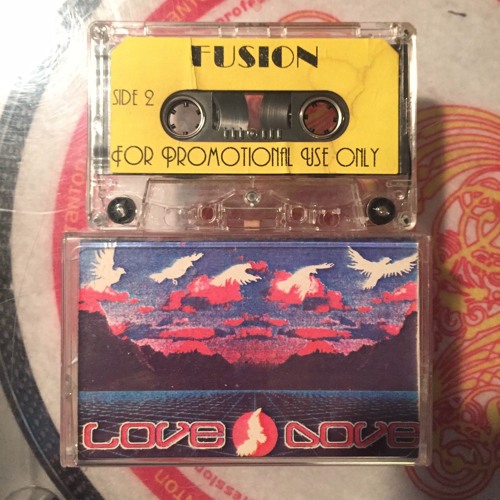 FUSION
SIDE 2
FOR PROMOTIONAL USE ONLY
LOVE DOVE